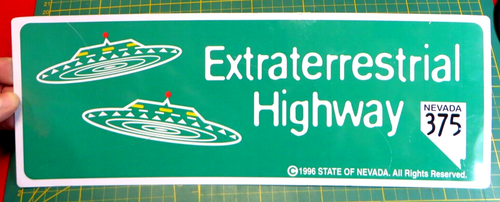 Extraterrestrial
Highway
NEVADA
375
©1996 STATE OF NEVADA. All Rights Reserved.